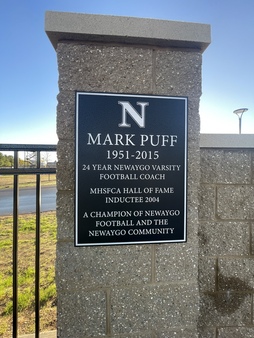 N
MARK PUFF
1951-2015
24 YEAR NEWAYGO VARSITY
FOOTBALL COACH
MHSFCA HALL OF FAME
INDUCTEE 2004
A CHAMPION OF NEWAYGO
FOOTBALL AND THE
NEWAYGO COMMUNITY